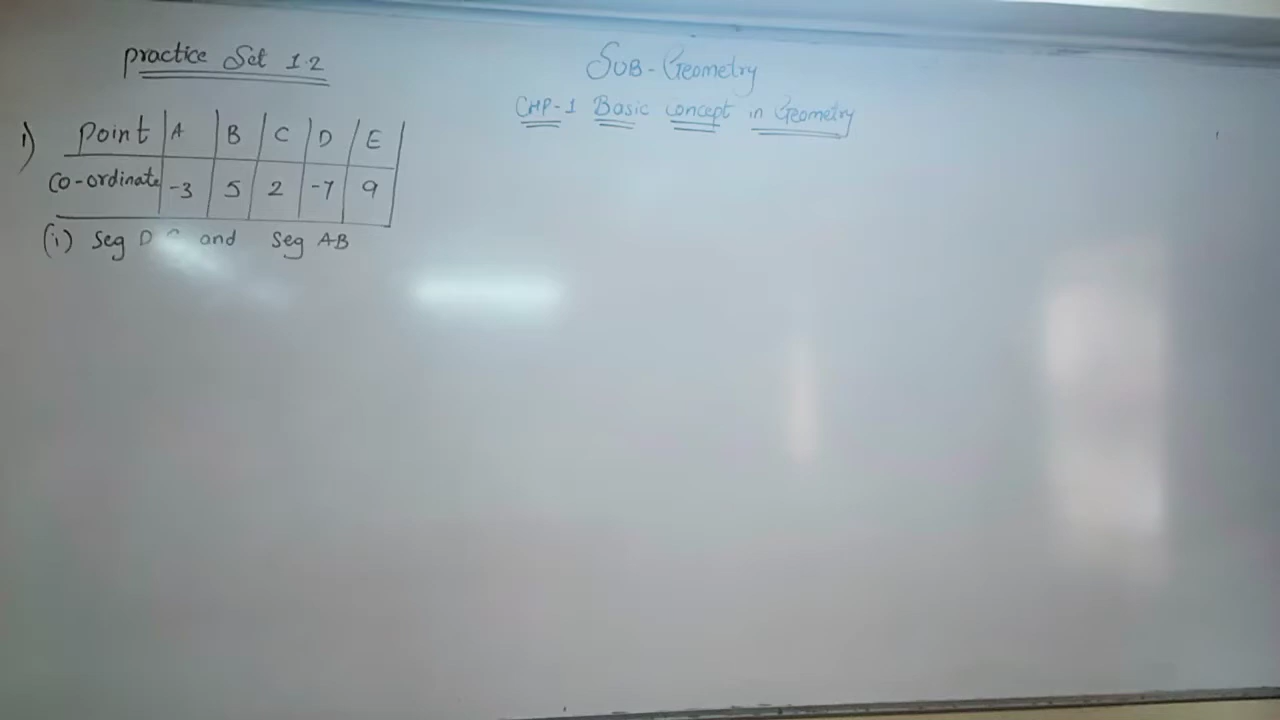 practice Set 1.2
SUB-Geometry
CHP-1 Basic concept in Geometry
1) Point A B C D E
Co-ordinate -3 5 2 -7 9
(i) seg D and seg AB